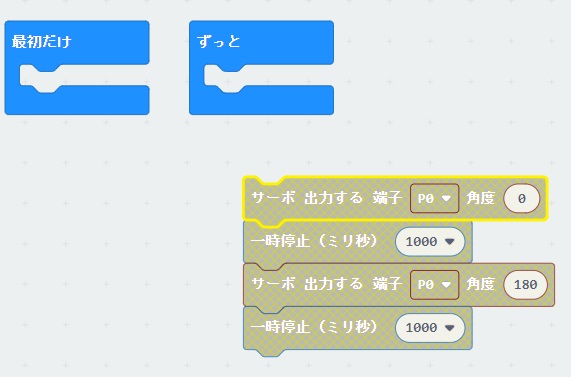 最初だけ
ずっと
サーボ 出力する 端子 P0 角度 0
一時停止（ミリ秒） 1000
サーボ 出力する 端子 P0 角度 180
一時停止（ミリ秒） 1000